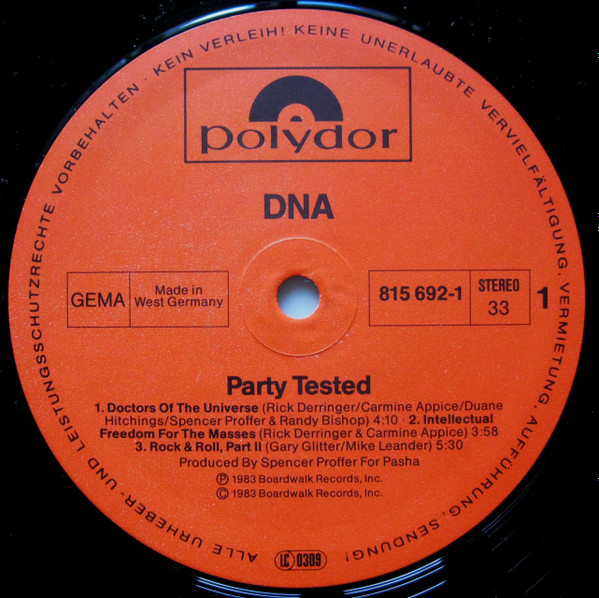 ALLE URHEBER- UND LEISTUNGSSCHUTZRECHTE VORBEHALTEN · KEIN VERLEIH! KEINE UNERLAUBTE VERVIELFÄLTIGUNG, VERMIETUNG, AUFFÜHRUNG, SENDUNG!
polydor
DNA
GEMA
Made in
West Germany
815 692-1
STEREO
33
1
Party Tested
1. Doctors Of The Universe (Rick Derringer/Carmine Appice/Duane
Hitchings/Spencer Proffer & Randy Bishop) 4:10 · 2. Intellectual
Freedom For The Masses (Rick Derringer & Carmine Appice) 3:58
3. Rock & Roll, Part II (Gary Glitter/Mike Leander) 5:30
Produced By Spencer Proffer For Pasha
Ⓟ 1983 Boardwalk Records, Inc.
© 1983 Boardwalk Records, Inc.
LC 0309